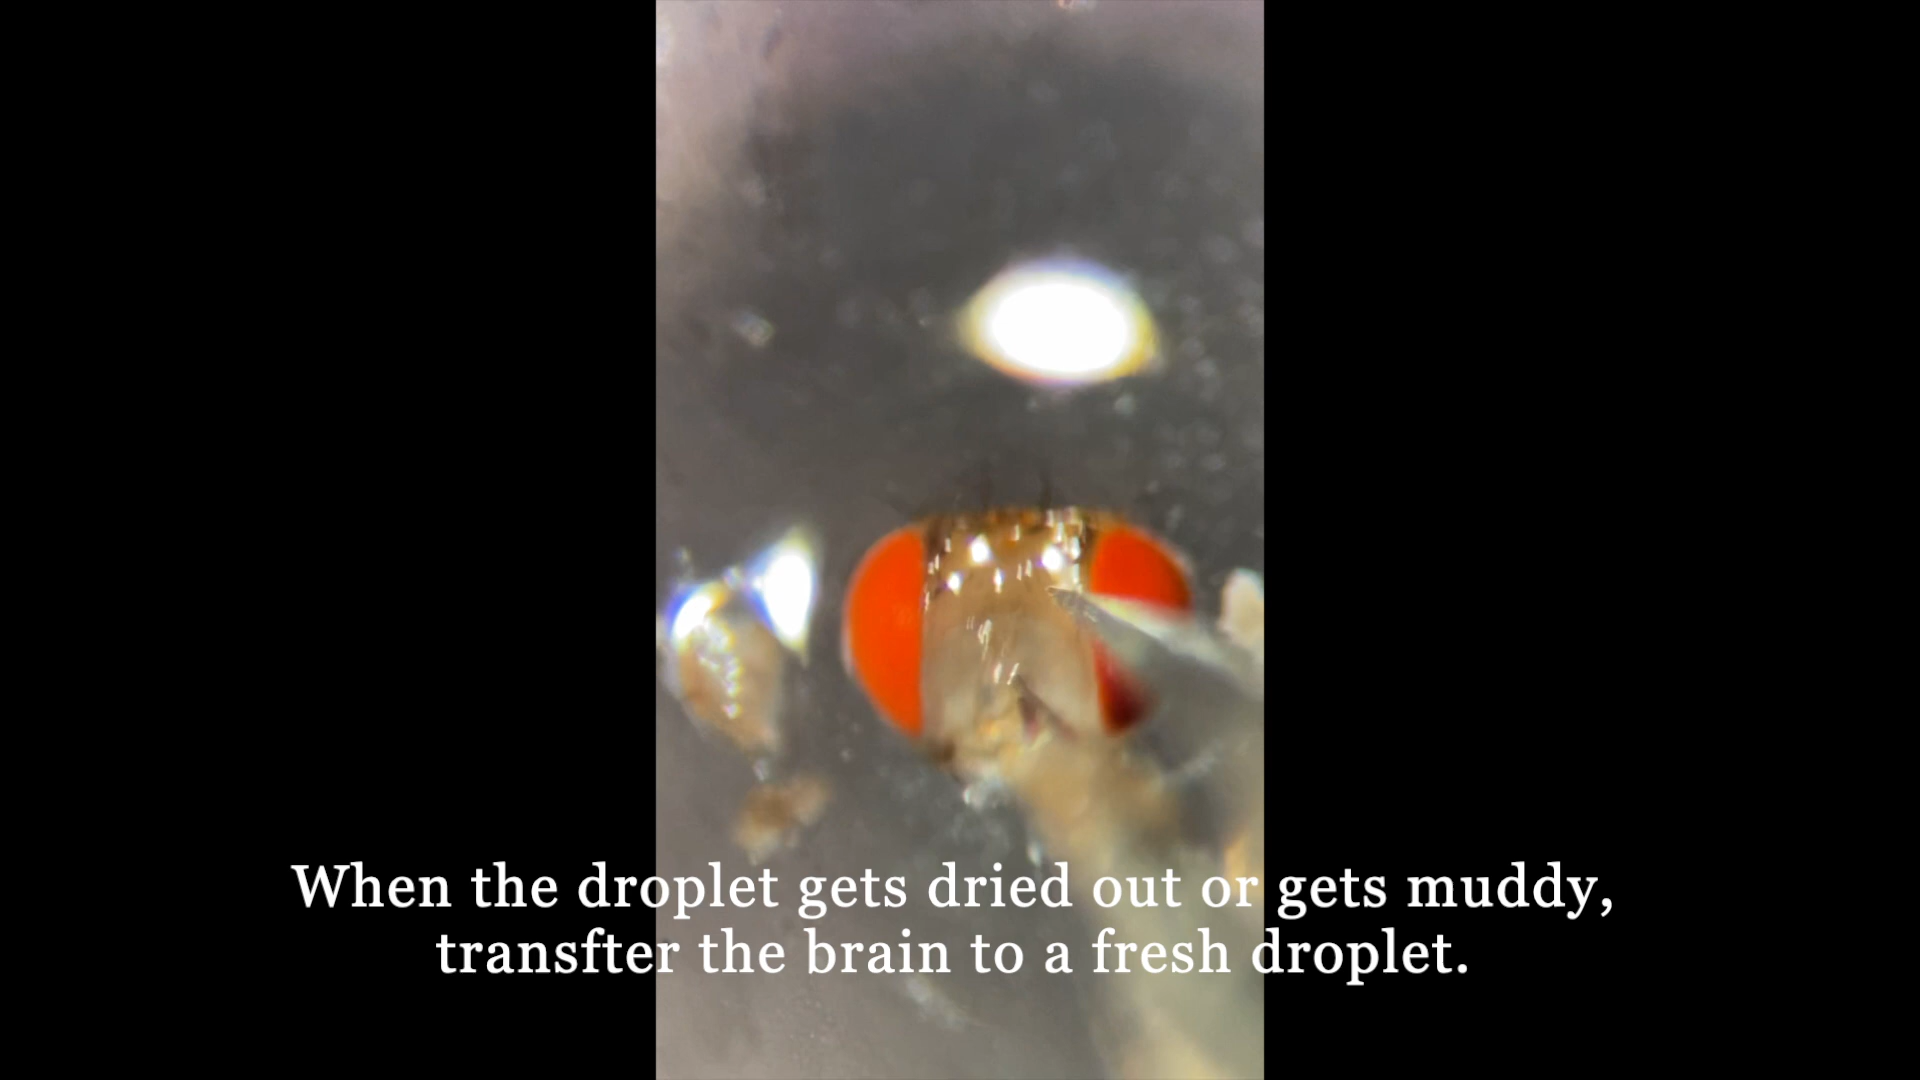 When the droplet gets dried out or gets muddy,
transfter the brain to a fresh droplet.